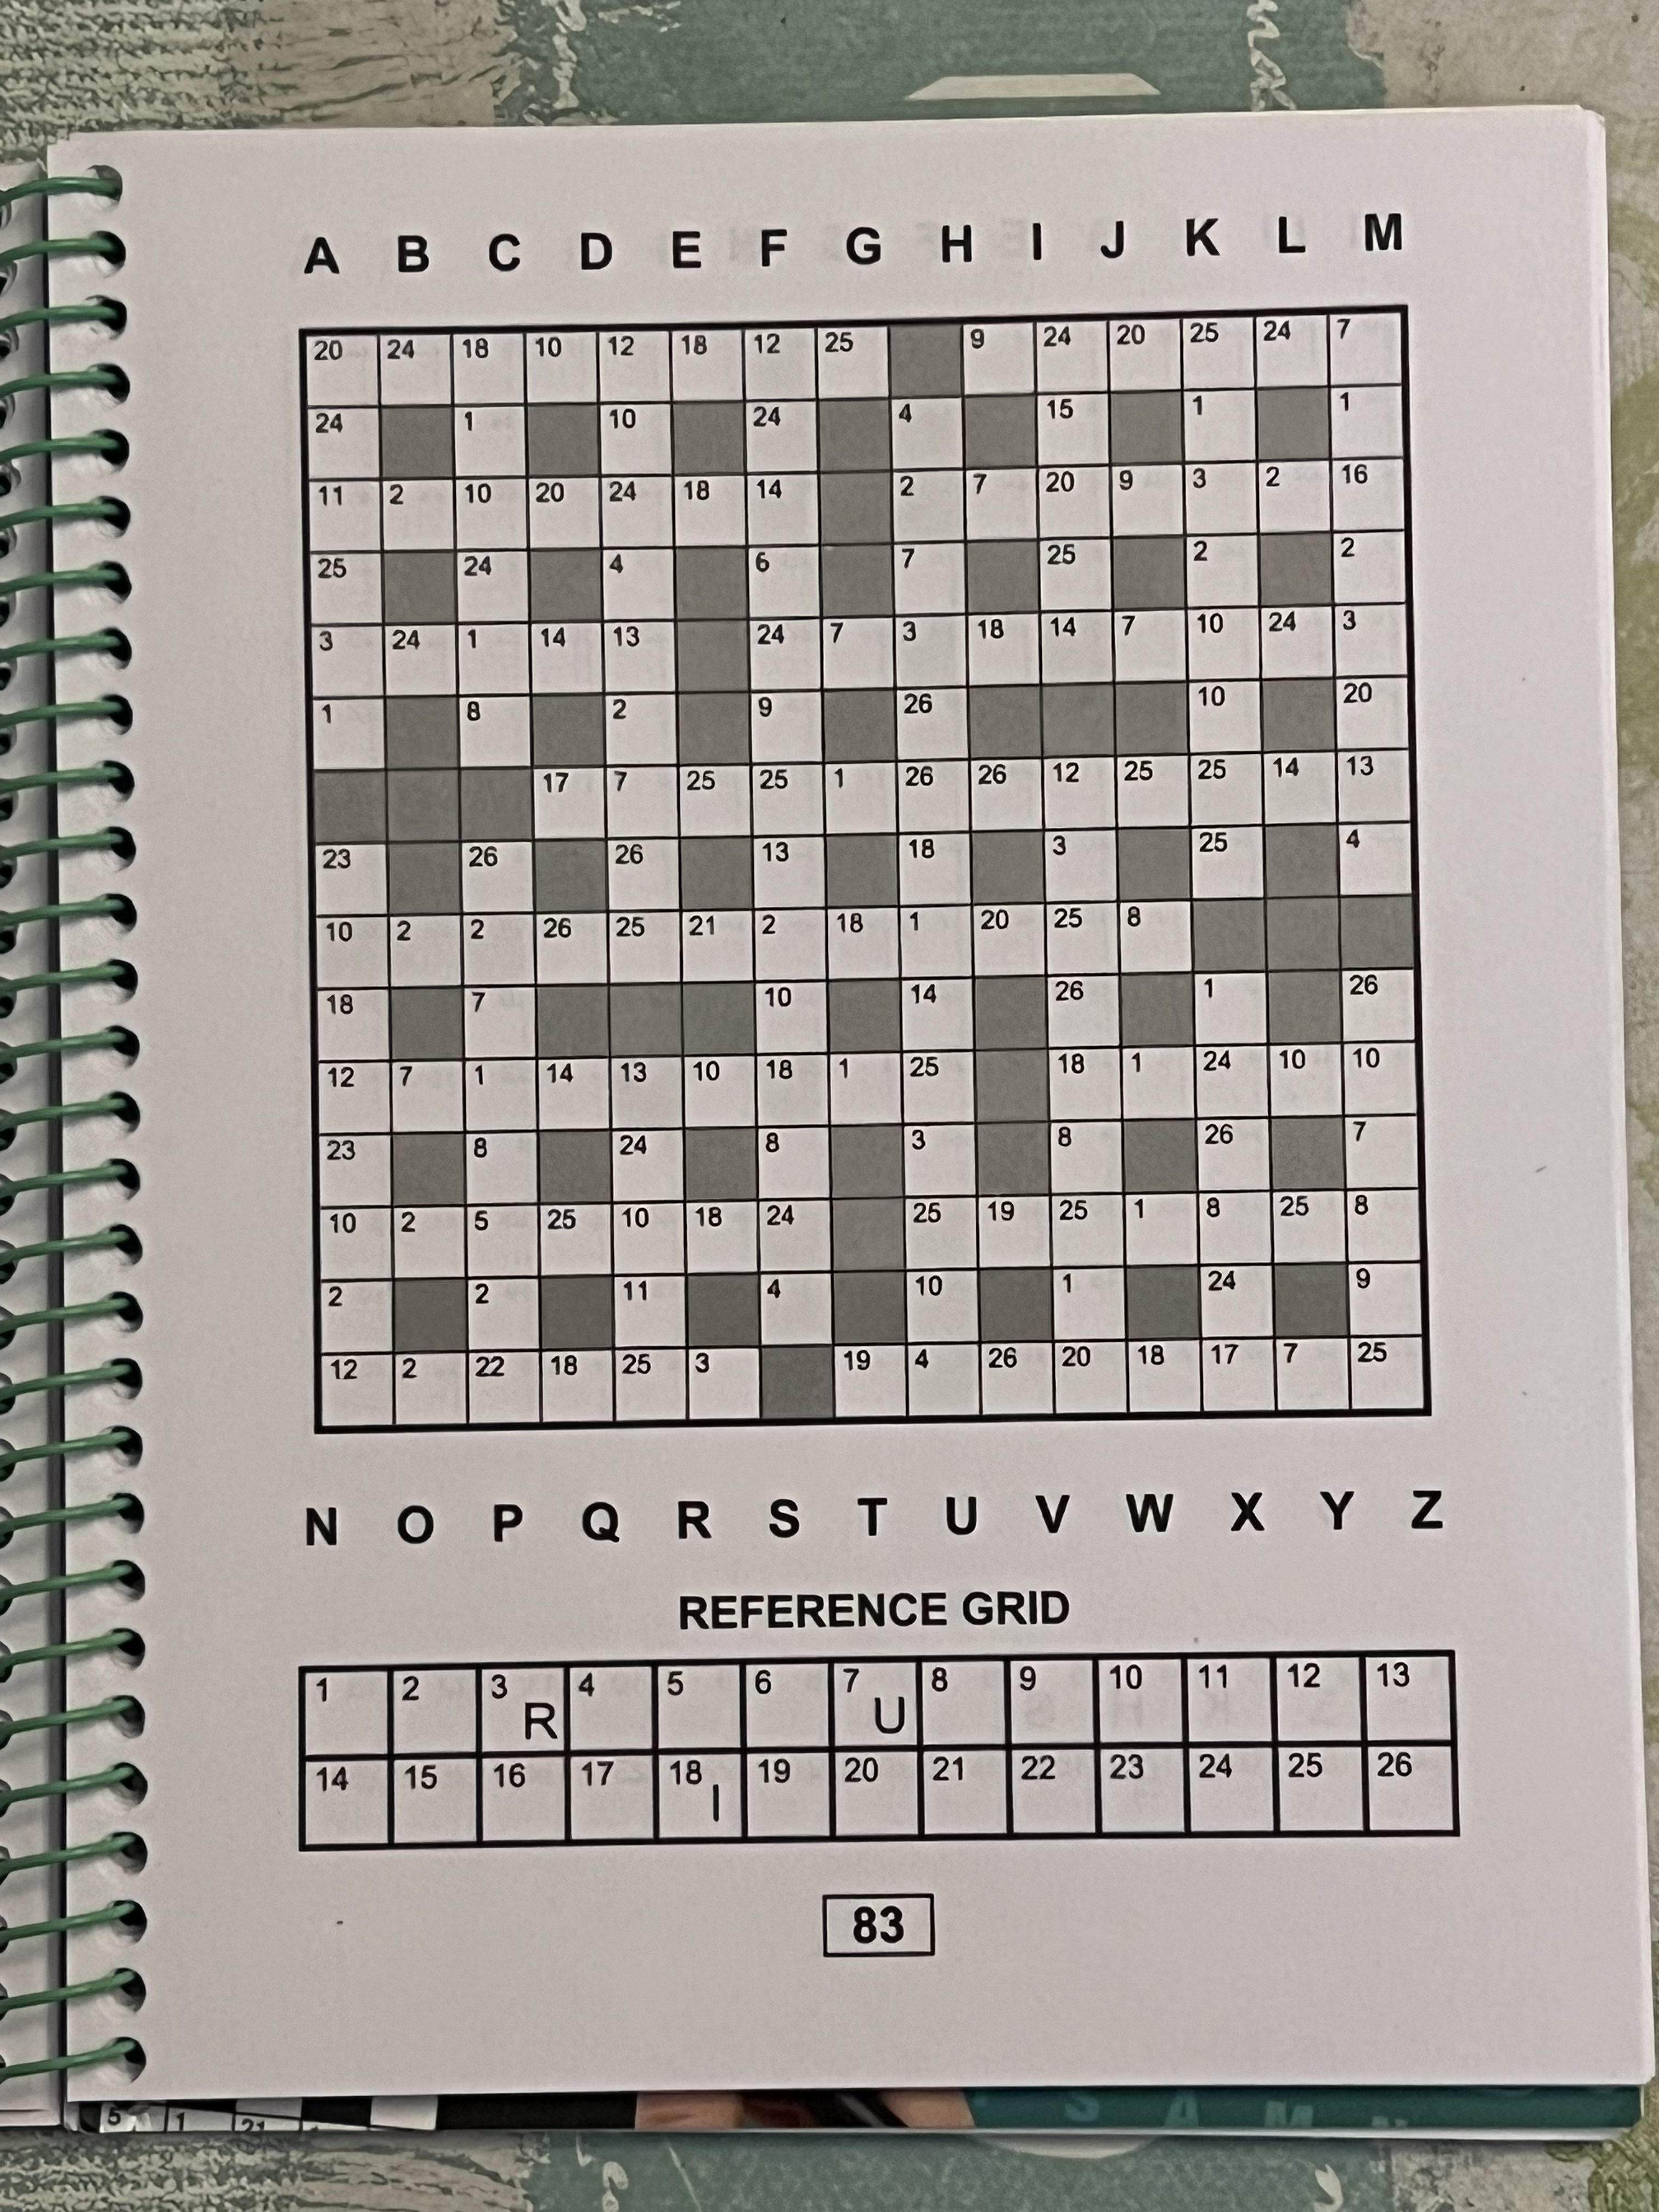 A B C D E F G H I J K L M
20 24 18 10 12 18 12 25 9 24 20 25 24 7
24 1 10 24 4 15 1 1
11 2 10 20 24 18 14 2 7 20 9 3 2 16
25 24 4 6 7 25 2 2
3 24 1 14 13 24 7 3 18 14 7 10 24 3
1 8 2 9 26 10 20
17 7 25 25 1 26 26 12 25 25 14 13
23 26 26 13 18 3 25 4
10 2 2 26 25 21 2 18 1 20 25 8
18 7 10 14 26 1 26
12 7 1 14 13 10 18 1 25 18 1 24 10 10
23 8 24 8 3 8 26 7
10 2 5 25 10 18 24 25 19 25 1 8 25 8
2 2 11 4 10 1 24 9
12 2 22 18 25 3 19 4 26 20 18 17 7 25
N O P Q R S T U V W X Y Z
REFERENCE GRID
1 2 3 R 4 5 6 7 U 8 9 10 11 12 13
14 15 16 17 18 I 19 20 21 22 23 24 25 26
83
5 1 21